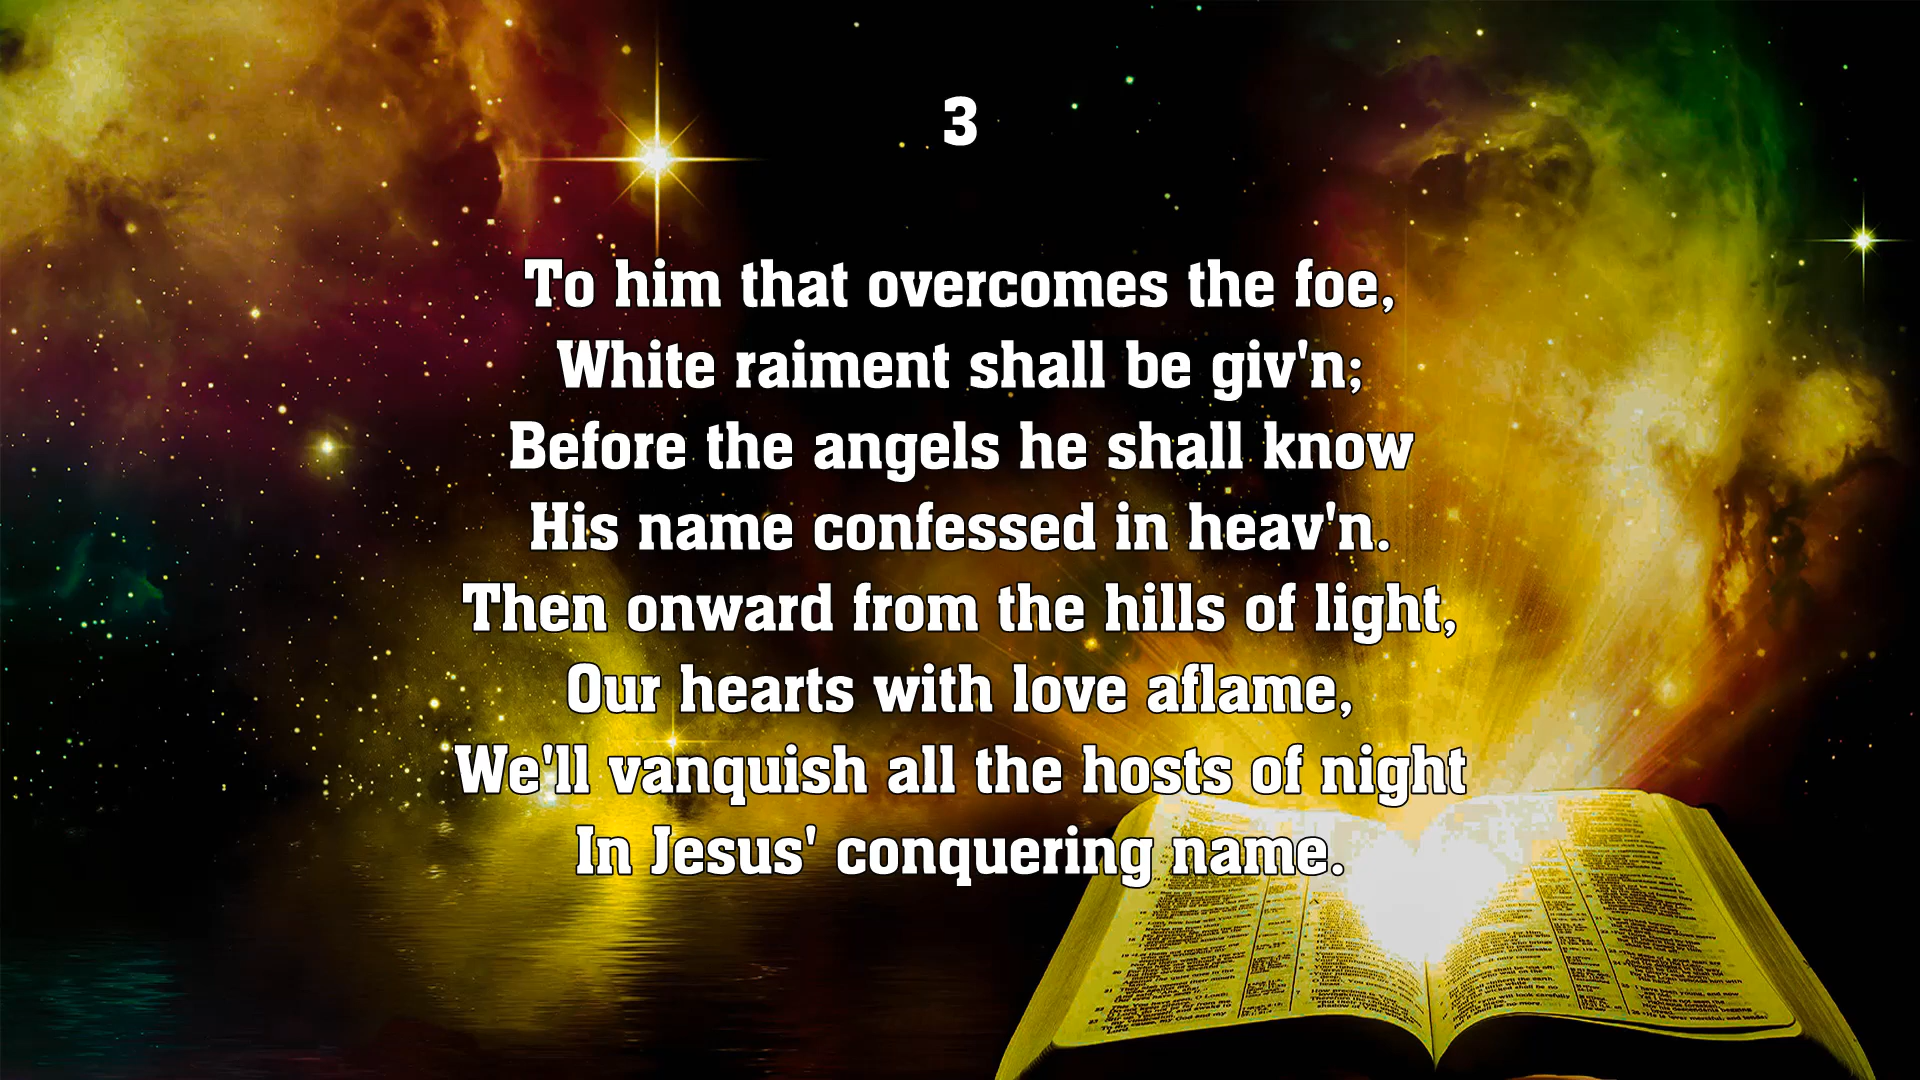 3
To him that overcomes the foe,
White raiment shall be giv'n;
Before the angels he shall know
His name confessed in heav'n.
Then onward from the hills of light,
Our hearts with love aflame,
We'll vanquish all the hosts of night
In Jesus' conquering name.